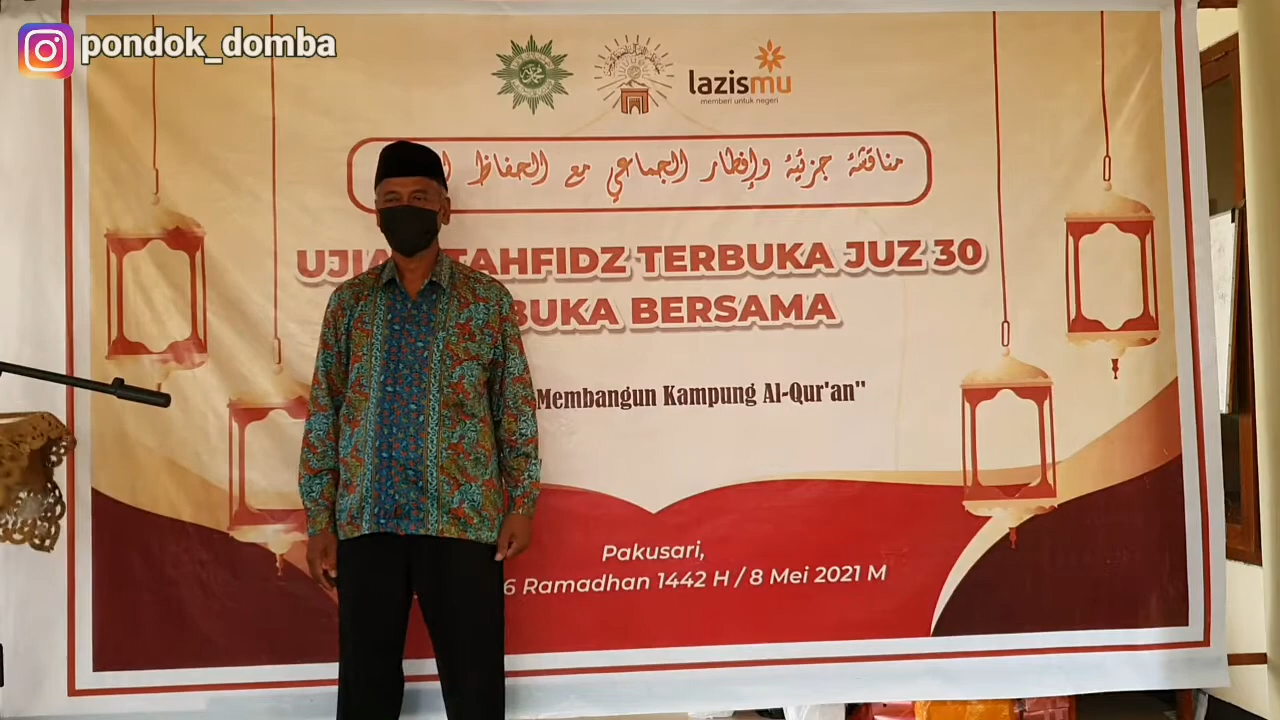 pondok_domba
lazismu
memberi untuk negeri
مناقشة جزئية وإفطار الجماعي مع الحفاظ
TAHFIDZ TERBUKA JUZ 30
BUKA BERSAMA
Membangun Kampung Al-Qur'an"
Pakusari,
6 Ramadhan 1442 H / 8 Mei 2021 M